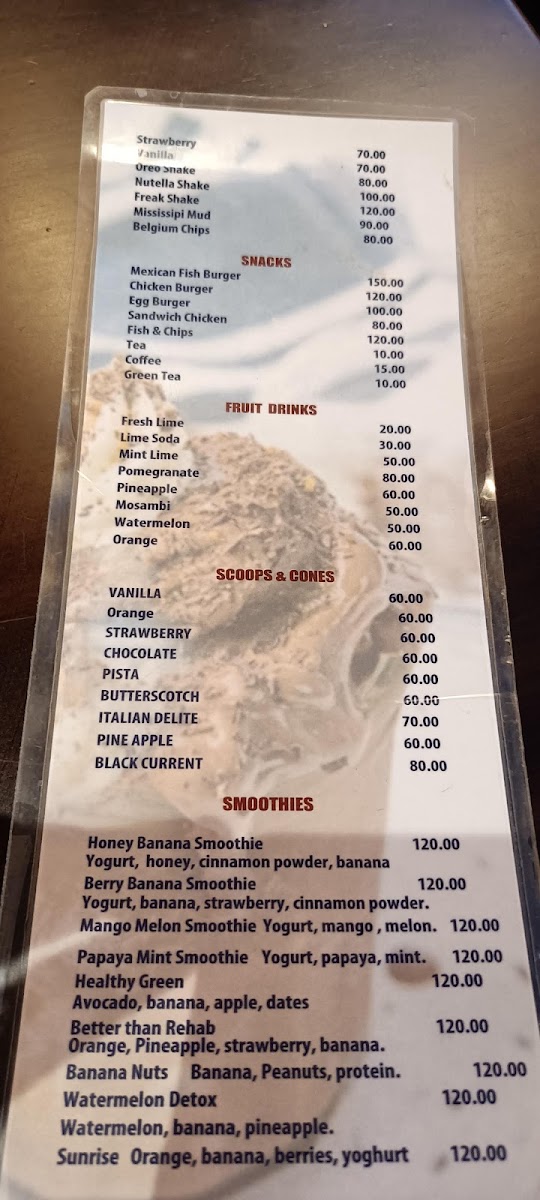 Strawberry 70.00
Vanilla 70.00
Oreo Shake 80.00
Nutella Shake 100.00
Freak Shake 120.00
Mississipi Mud 90.00
Belgium Chips 80.00
SNACKS
Mexican Fish Burger 150.00
Chicken Burger 120.00
Egg Burger 100.00
Sandwich Chicken 80.00
Fish & Chips 120.00
Tea 10.00
Coffee 15.00
Green Tea 10.00
FRUIT DRINKS
Fresh Lime 20.00
Lime Soda 30.00
Mint Lime 50.00
Pomegranate 80.00
Pineapple 60.00
Mosambi 50.00
Watermelon 50.00
Orange 60.00
SCOOPS & CONES
VANILLA 60.00
Orange 60.00
STRAWBERRY 60.00
CHOCOLATE 60.00
PISTA 60.00
BUTTERSCOTCH 60.00
ITALIAN DELITE 70.00
PINE APPLE 60.00
BLACK CURRENT 80.00
SMOOTHIES
Honey Banana Smoothie 120.00
Yogurt, honey, cinnamon powder, banana
Berry Banana Smoothie 120.00
Yogurt, banana, strawberry, cinnamon powder.
Mango Melon Smoothie Yogurt, mango , melon. 120.00
Papaya Mint Smoothie Yogurt, papaya, mint. 120.00
Healthy Green 120.00
Avocado, banana, apple, dates
Better than Rehab 120.00
Orange, Pineapple, strawberry, banana.
Banana Nuts Banana, Peanuts, protein. 120.00
Watermelon Detox 120.00
Watermelon, banana, pineapple.
Sunrise Orange, banana, berries, yoghurt 120.00